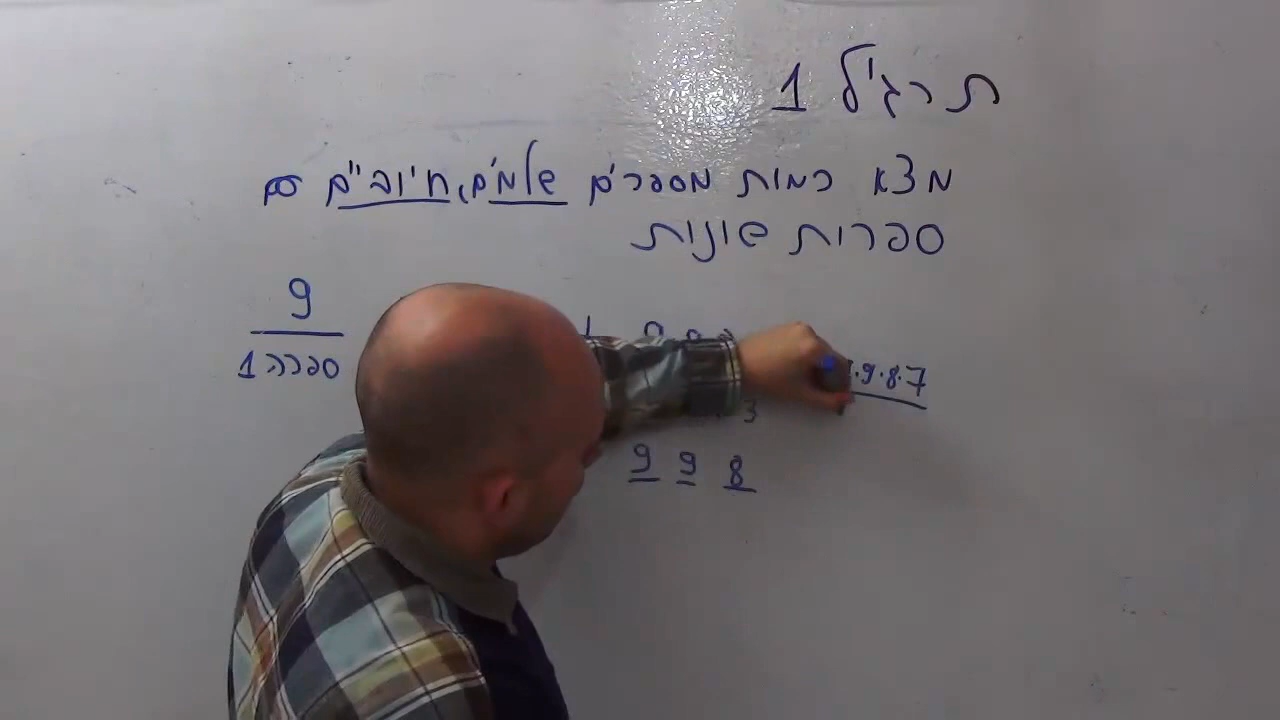 תרגיל 1
מצא כמות מספרים שלמים, חיוביים עם
ספרות שונות
9
ספרה 1
9.8.7
3
9 9 8